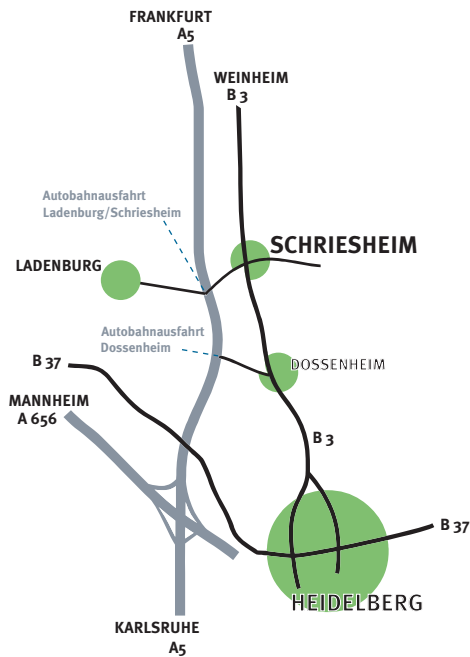 FRANKFURT
A5
WEINHEIM
B 3
Autobahnausfahrt
Ladenburg/Schriesheim
SCHRIESHEIM
LADENBURG
Autobahnausfahrt
Dossenheim
B 37
DOSSENHEIM
MANNHEIM
A 656
B 3
B 37
HEIDELBERG
KARLSRUHE
A5